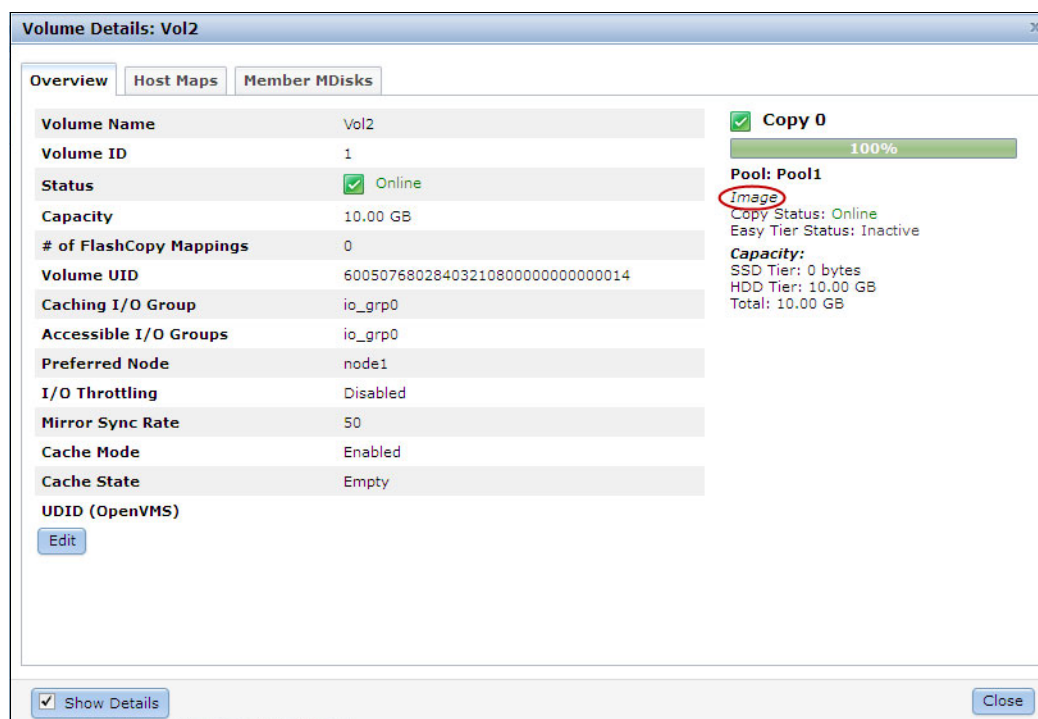 Volume Details: Vol2
Overview Host Maps Member MDisks
Volume Name Vol2
Volume ID 1
Status Online
Capacity 10.00 GB
# of FlashCopy Mappings 0
Volume UID 60050768028403210800000000000014
Caching I/O Group io_grp0
Accessible I/O Groups io_grp0
Preferred Node node1
I/O Throttling Disabled
Mirror Sync Rate 50
Cache Mode Enabled
Cache State Empty
UDID (OpenVMS)
Edit
Copy 0
100%
Pool: Pool1
Image
Copy Status: Online
Easy Tier Status: Inactive
Capacity:
SSD Tier: 0 bytes
HDD Tier: 10.00 GB
Total: 10.00 GB
Show Details
Close